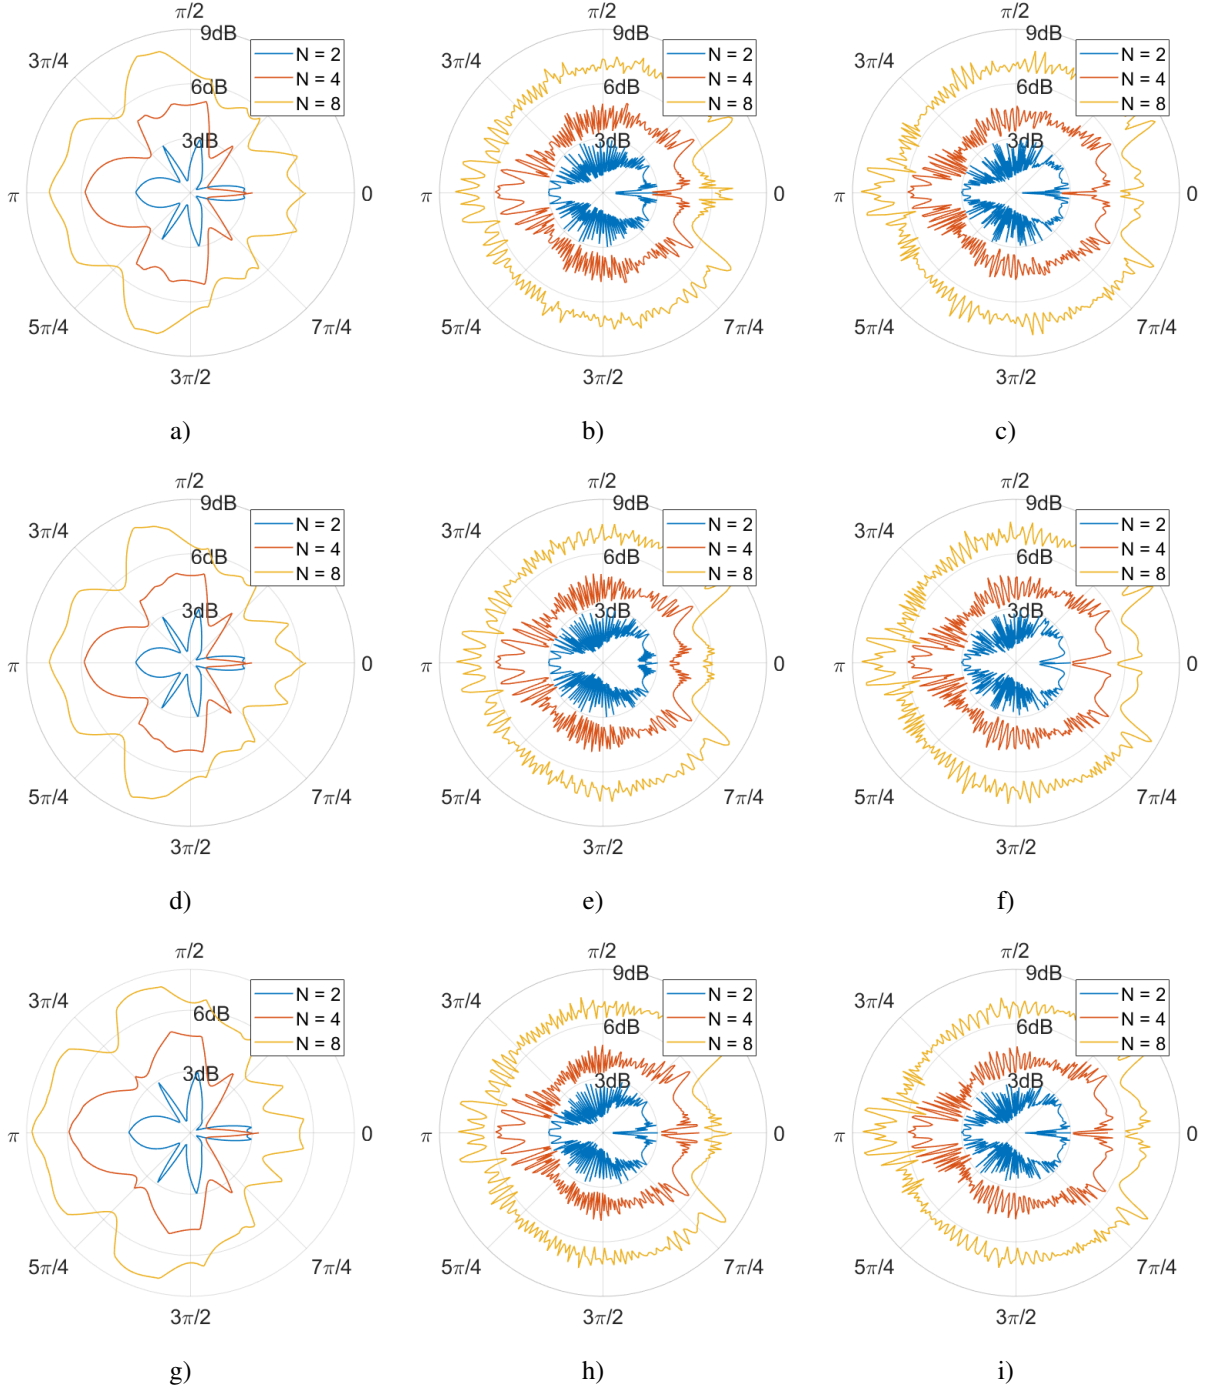 π/2 π/2 π/2
9dB 9dB 9dB
3π/4 N = 2 3π/4 N = 2 3π/4 N = 2
6dB N = 4 6dB N = 4 6dB N = 4
N = 8 N = 8 N = 8
3dB 3dB 3dB
π 0 π 0 π 0
5π/4 7π/4 5π/4 7π/4 5π/4 7π/4
3π/2 3π/2 3π/2
a) b) c)
π/2 π/2 π/2
9dB 9dB 9dB
3π/4 N = 2 3π/4 N = 2 3π/4 N = 2
6dB N = 4 6dB N = 4 6dB N = 4
N = 8 N = 8 N = 8
3dB 3dB 3dB
π 0 π 0 π 0
5π/4 7π/4 5π/4 7π/4 5π/4 7π/4
3π/2 3π/2 3π/2
d) e) f)
π/2 π/2 π/2
9dB 9dB
3π/4 N = 2 3π/4 N = 2 3π/4 N = 2
6dB N = 4 6dB N = 4 6dB N = 4
N = 8 N = 8 N = 8
3dB 3dB 3dB
π 0 π 0 π 0
5π/4 7π/4 5π/4 7π/4 5π/4 7π/4
3π/2 3π/2 3π/2
g) h) i)